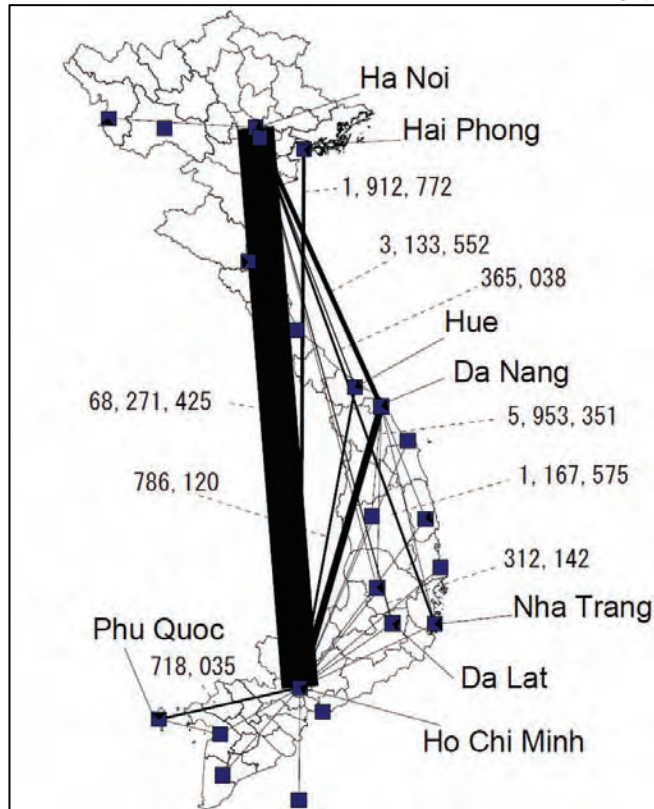 Ha Noi
Hai Phong
1, 912, 772
3, 133, 552
365, 038
Hue
Da Nang
68, 271, 425
5, 953, 351
1, 167, 575
786, 120
312, 142
Nha Trang
Phu Quoc
718, 035
Da Lat
Ho Chi Minh